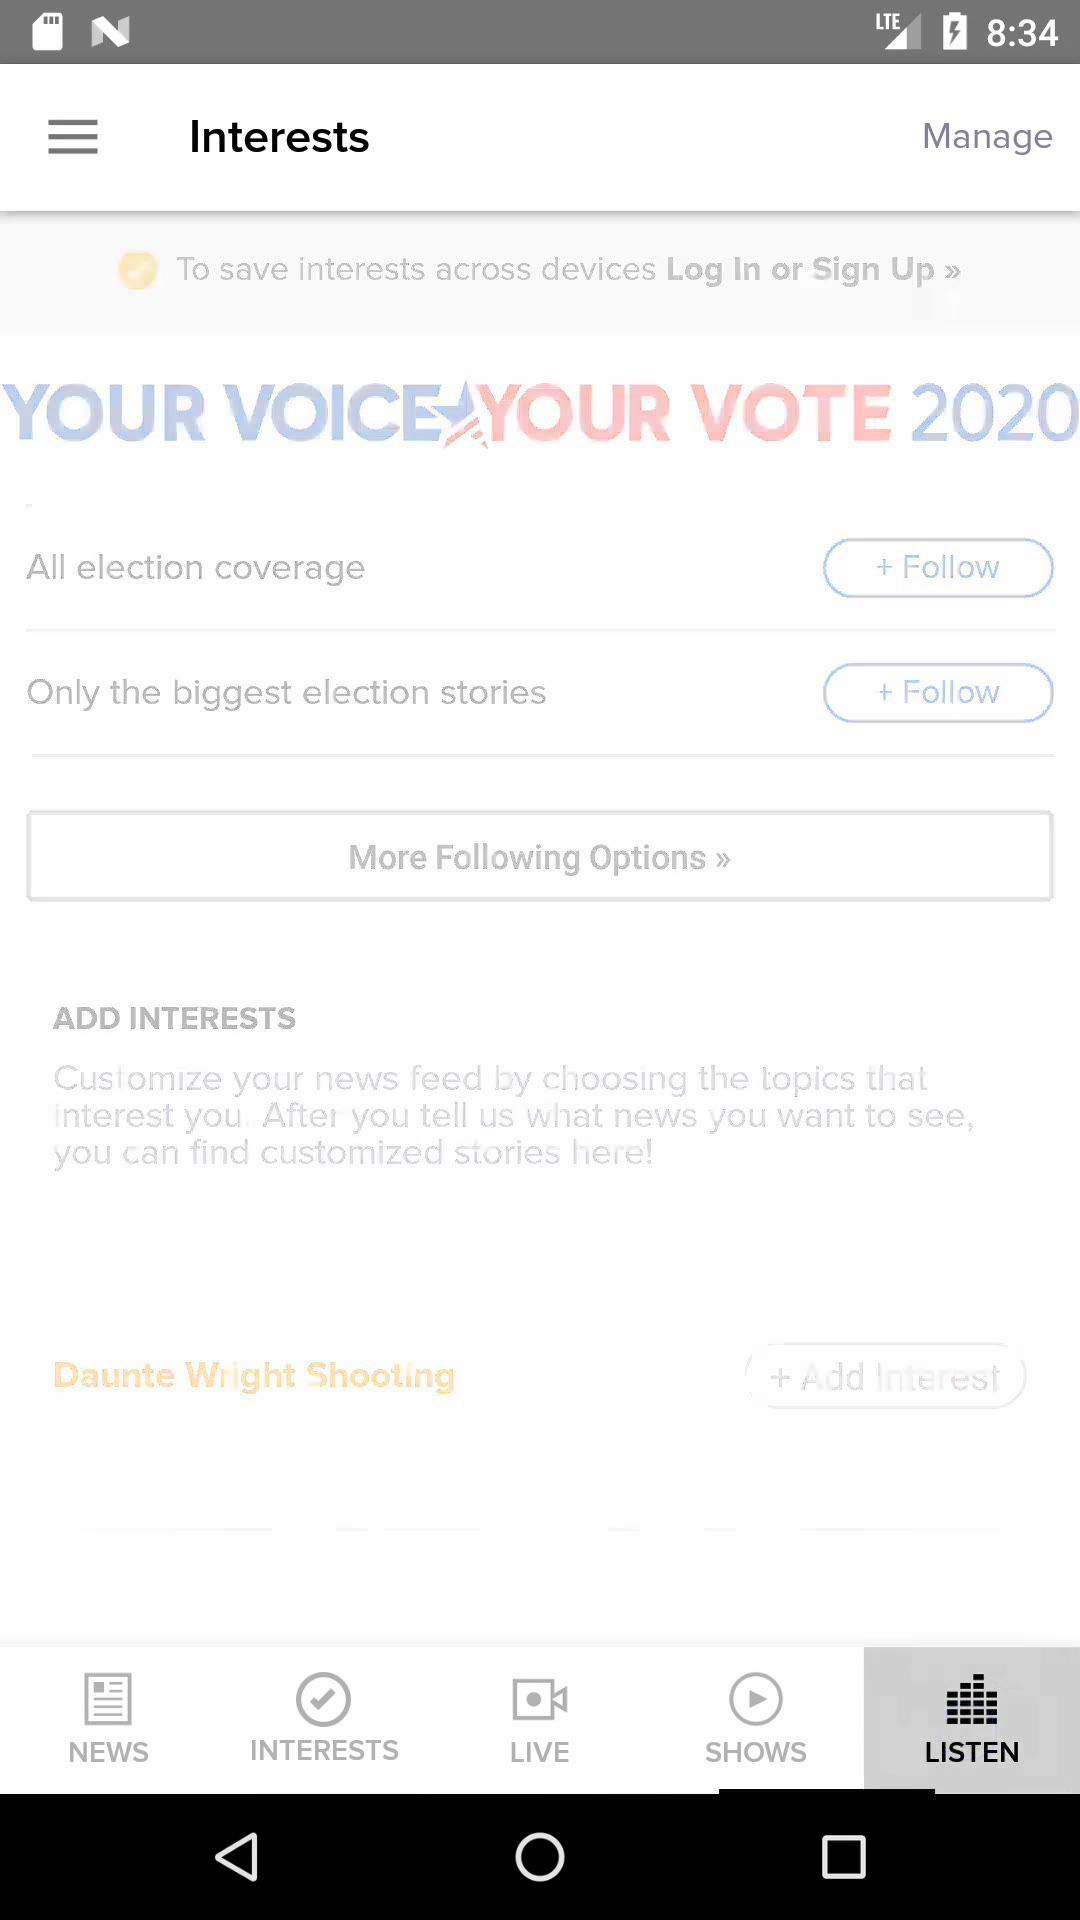 LTE 8:34
Interests Manage
To save interests across devices Log In or Sign Up »
YOUR VOICE YOUR VOTE 2020
All election coverage + Follow
Only the biggest election stories + Follow
More Following Options »
ADD INTERESTS
Customize your news feed by choosing the topics that
interest you. After you tell us what news you want to see,
you can find customized stories here!
Daunte Wright Shooting + Add Interest
NEWS INTERESTS LIVE SHOWS LISTEN